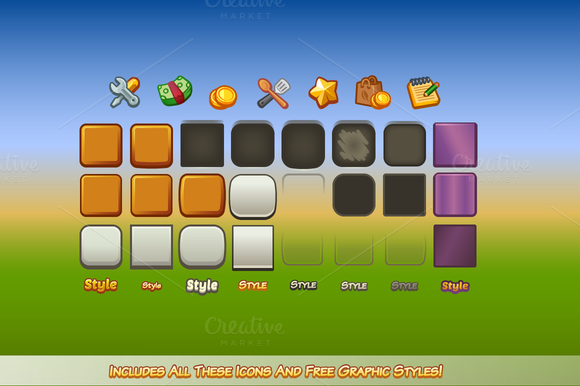 Creative
MARKET
Creative
Creative
Style Style Style STYLE STYLE STYLE STYLE Style
Creative
MARKET
INCLUDES ALL THESE ICONS AND FREE GRAPHIC STYLES!